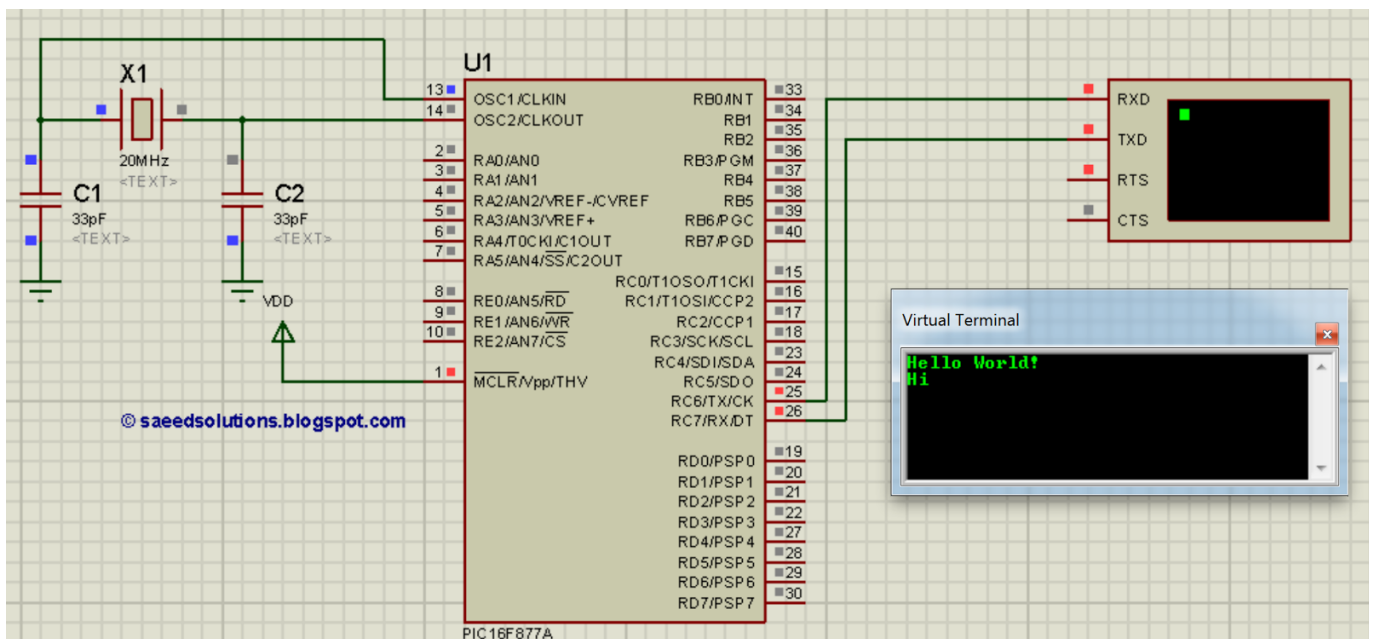 X1
20MHz
<TEXT>
C1
33pF
<TEXT>
C2
33pF
<TEXT>
VDD
© saeedsolutions.blogspot.com
U1
13
OSC1/CLKIN
14
OSC2/CLKOUT
2
RA0/AN0
3
RA1/AN1
4
RA2/AN2/VREF-/CVREF
5
RA3/AN3/VREF+
6
RA4/T0CKI/C1OUT
7
RA5/AN4/SS/C2OUT
8
RE0/AN5/RD
9
RE1/AN6/WR
10
RE2/AN7/CS
1
MCLR/Vpp/THV
RB0/INT
33
RB1
34
RB2
35
RB3/PGM
36
RB4
37
RB5
38
RB6/PGC
39
RB7/PGD
40
RC0/T1OSO/T1CKI
15
RC1/T1OSI/CCP2
16
RC2/CCP1
17
RC3/SCK/SCL
18
RC4/SDI/SDA
23
RC5/SDO
24
RC6/TX/CK
25
RC7/RX/DT
26
RD0/PSP0
19
RD1/PSP1
20
RD2/PSP2
21
RD3/PSP3
22
RD4/PSP4
27
RD5/PSP5
28
RD6/PSP6
29
RD7/PSP7
30
PIC16F877A
RXD
TXD
RTS
CTS
Virtual Terminal
x
Hello World!
Hi